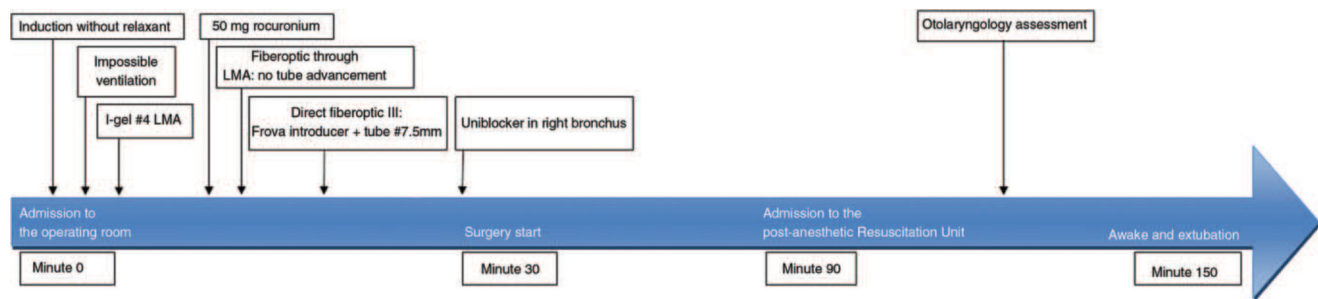 Induction without relaxant
50 mg rocuronium
Otolaryngology assessment
Impossible
ventilation
Fiberoptic through
LMA: no tube advancement
I-gel #4 LMA
Direct fiberoptic III:
Frova introducer + tube #7.5mm
Uniblocker in right bronchus
Admission to
the operating room
Surgery start
Admission to the
post-anesthetic Resuscitation Unit
Awake and extubation
Minute 0
Minute 30
Minute 90
Minute 150